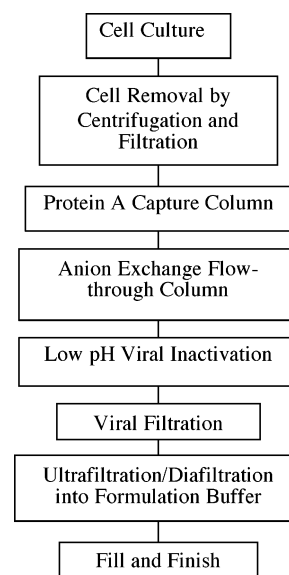 Cell Culture
Cell Removal by
Centrifugation and
Filtration
Protein A Capture Column
Anion Exchange Flow-
through Column
Low pH Viral Inactivation
Viral Filtration
Ultrafiltration/Diafiltration
into Formulation Buffer
Fill and Finish